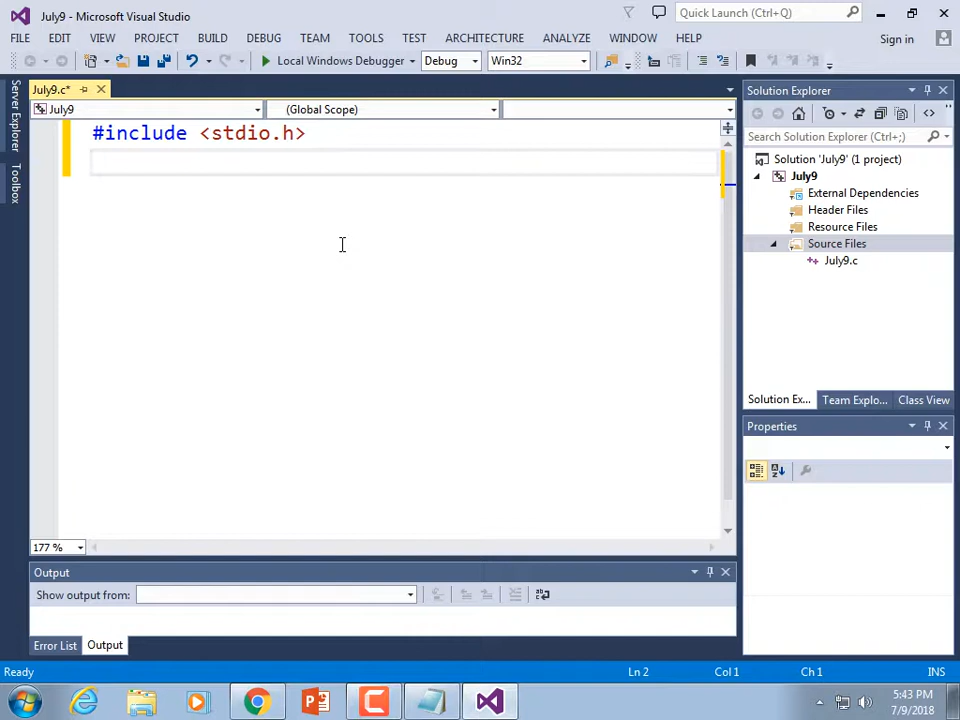 July9 - Microsoft Visual Studio
Quick Launch (Ctrl+Q)
FILE EDIT VIEW PROJECT BUILD DEBUG TEAM TOOLS TEST ARCHITECTURE ANALYZE WINDOW HELP Sign in
Local Windows Debugger Debug Win32
Server Explorer
Toolbox
July9.c*
July9 (Global Scope)
#include <stdio.h>
177 %
Output
Show output from:
Error List Output
Solution Explorer
Search Solution Explorer (Ctrl+;)
Solution 'July9' (1 project)
July9
External Dependencies
Header Files
Resource Files
Source Files
July9.c
Solution Ex... Team Explo... Class View
Properties
Ready Ln 2 Col 1 Ch 1 INS
5:43 PM
7/9/2018